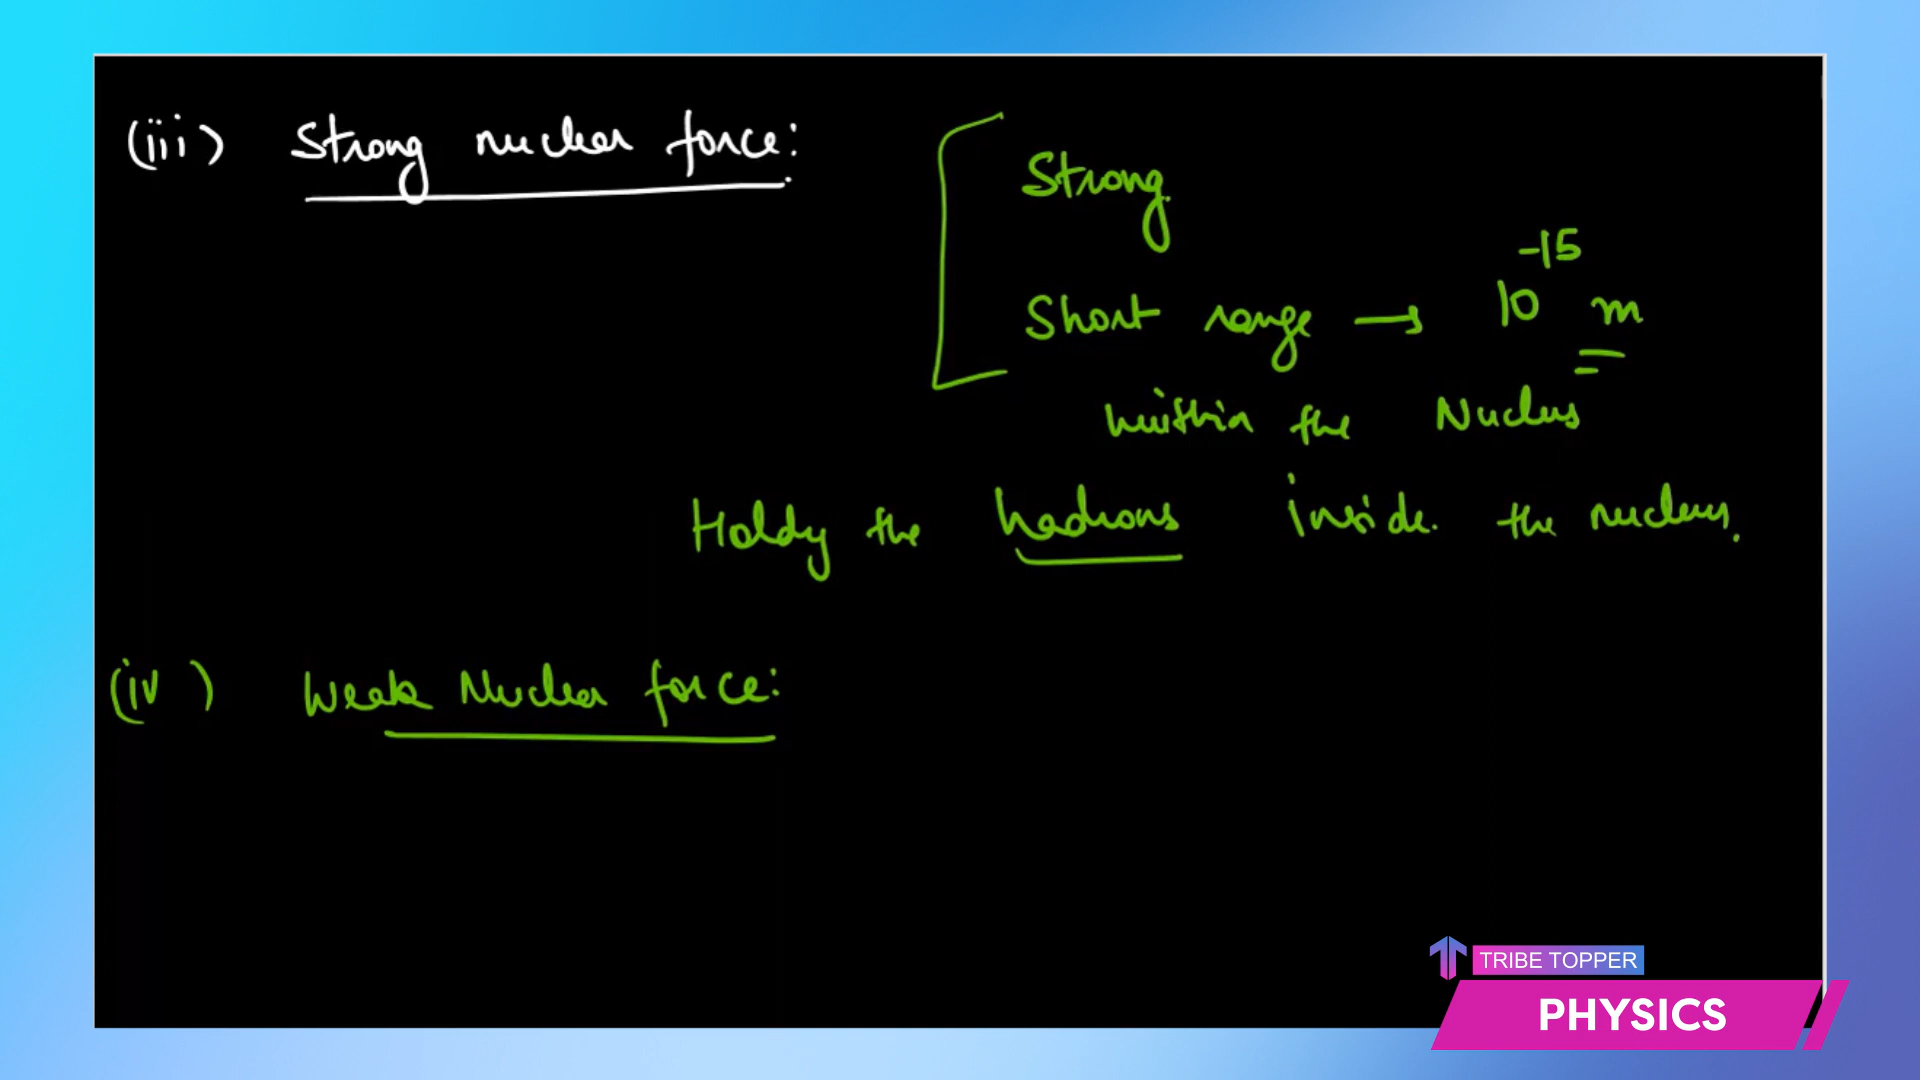 (iii) Strong nuclear force:
Strong
Short range → 10⁻¹⁵ m
within the Nucleus
Holds the hadrons inside the nucleus.
(iv) Weak Nuclear force:
TRIBE TOPPER
PHYSICS